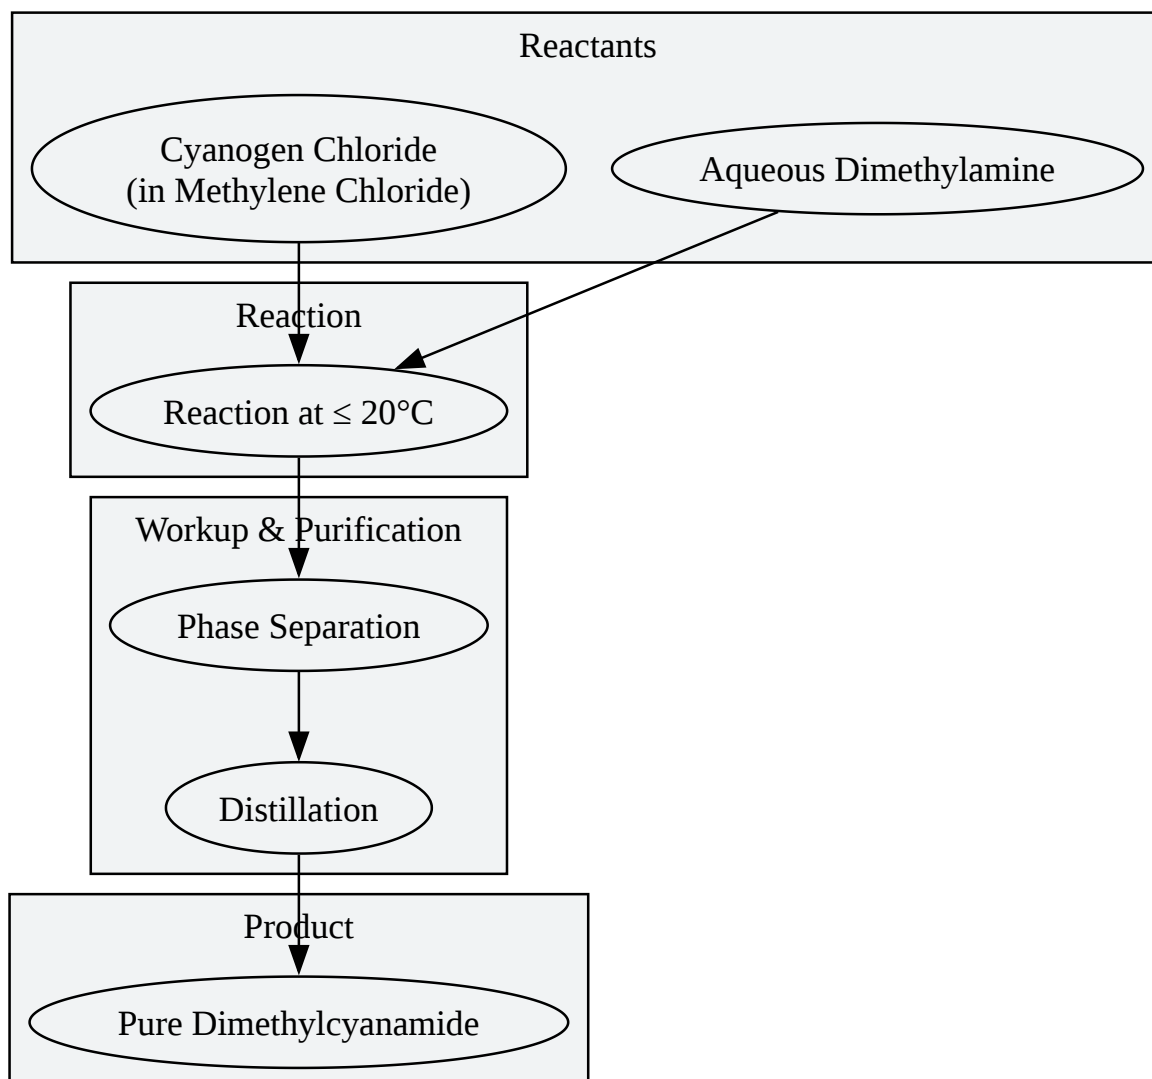 Reactants
Cyanogen Chloride
(in Methylene Chloride)
Aqueous Dimethylamine
Reaction
Reaction at ≤ 20°C
Workup & Purification
Phase Separation
Distillation
Product
Pure Dimethylcyanamide